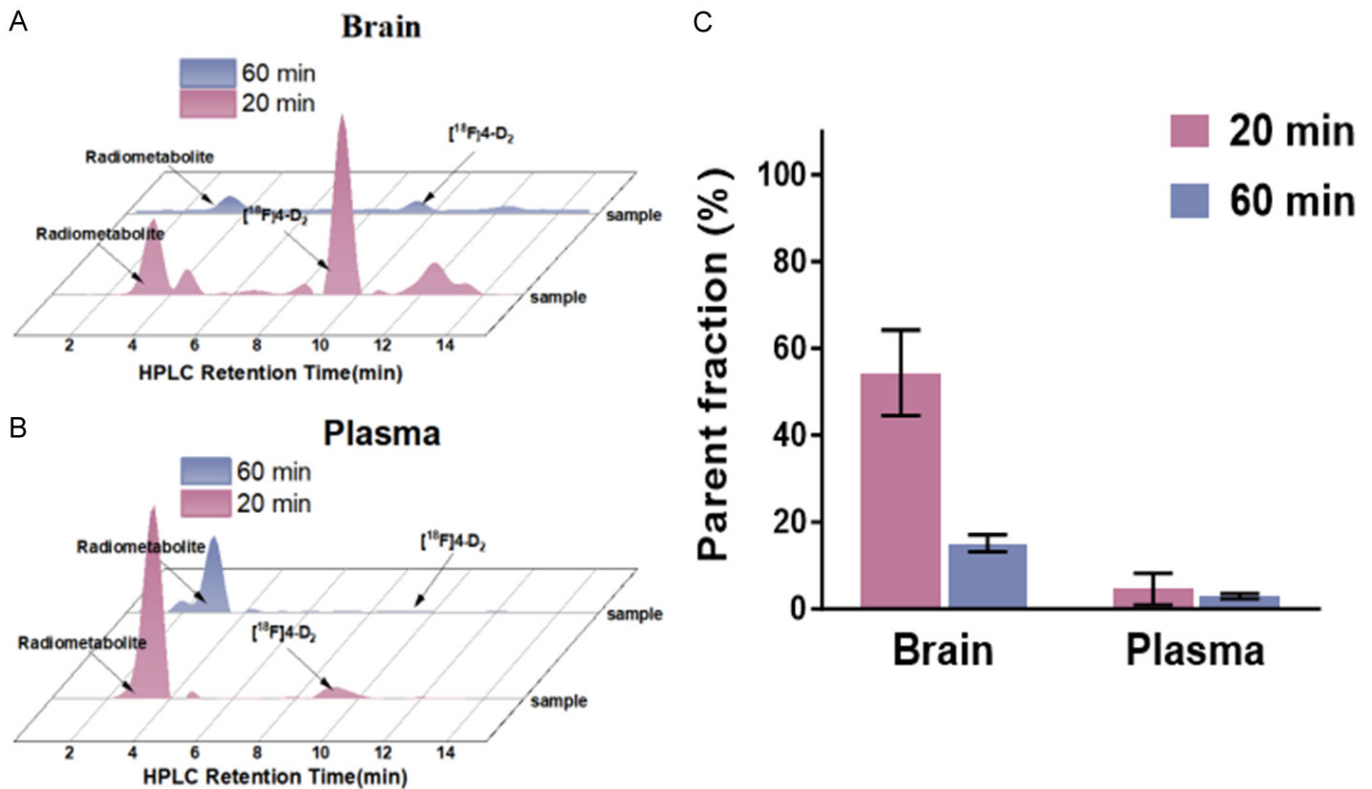 A
Brain
60 min
20 min
[¹⁸F]4-D₂
Radiometabolite
sample
[¹⁸F]4-D₂
Radiometabolite
sample
2 4 6 8 10 12 14
HPLC Retention Time(min)
B
Plasma
60 min
20 min
[¹⁸F]4-D₂
Radiometabolite
sample
[¹⁸F]4-D₂
Radiometabolite
sample
2 4 6 8 10 12 14
HPLC Retention Time(min)
C
20 min
60 min
Parent fraction (%)
100
80
60
40
20
0
Brain Plasma